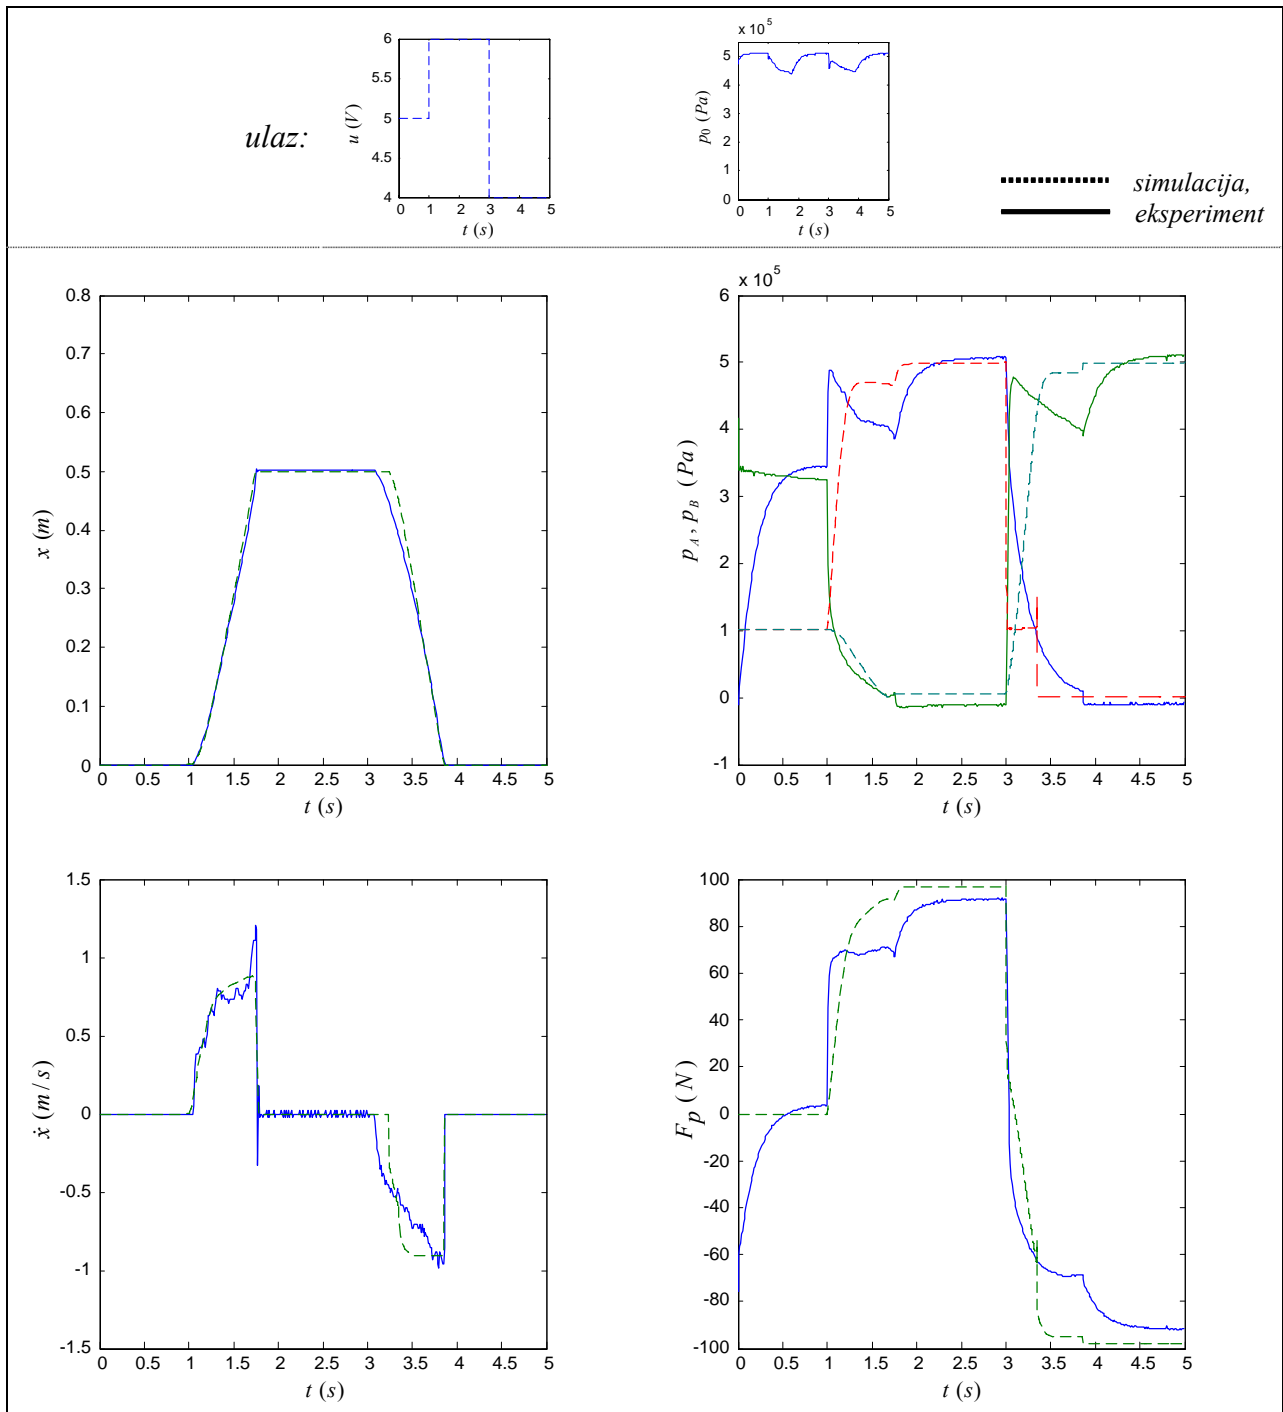 ulaz:
6
5.5
5
4.5
4
u (V)
0 1 2 3 4 5
t (s)
x 10^5
5
4
3
2
1
0
p_0 (Pa)
0 1 2 3 4 5
t (s)
simulacija,
eksperiment
0.8
0.7
0.6
0.5
0.4
0.3
0.2
0.1
0
x (m)
0 0.5 1 1.5 2 2.5 3 3.5 4 4.5 5
t (s)
x 10^5
6
5
4
3
2
1
0
-1
p_A , p_B (Pa)
0 0.5 1 1.5 2 2.5 3 3.5 4 4.5 5
t (s)
1.5
1
0.5
0
-0.5
-1
-1.5
ẋ (m / s)
0 0.5 1 1.5 2 2.5 3 3.5 4 4.5 5
t (s)
100
80
60
40
20
0
-20
-40
-60
-80
-100
F_p (N)
0 0.5 1 1.5 2 2.5 3 3.5 4 4.5 5
t (s)